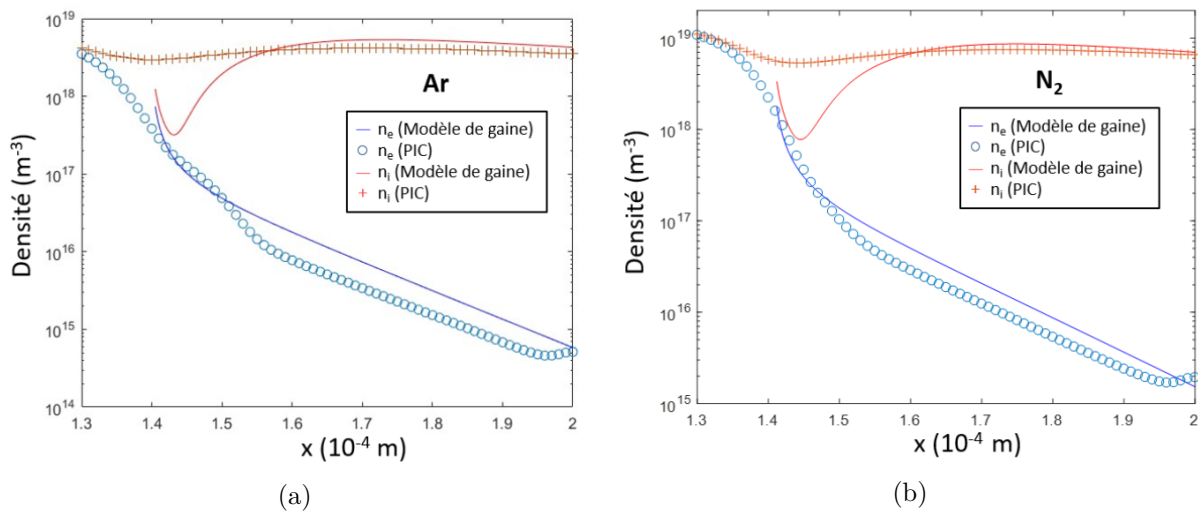 10¹⁹
10¹⁸
10¹⁷
10¹⁶
10¹⁵
10¹⁴
Densité (m⁻³)
Ar
nₑ (Modèle de gaine)
nₑ (PIC)
nᵢ (Modèle de gaine)
nᵢ (PIC)
1.3 1.4 1.5 1.6 1.7 1.8 1.9 2
x (10⁻⁴ m)
(a)
10¹⁹
10¹⁸
10¹⁷
10¹⁶
10¹⁵
Densité (m⁻³)
N₂
nₑ (Modèle de gaine)
nₑ (PIC)
nᵢ (Modèle de gaine)
nᵢ (PIC)
1.3 1.4 1.5 1.6 1.7 1.8 1.9 2
x (10⁻⁴ m)
(b)